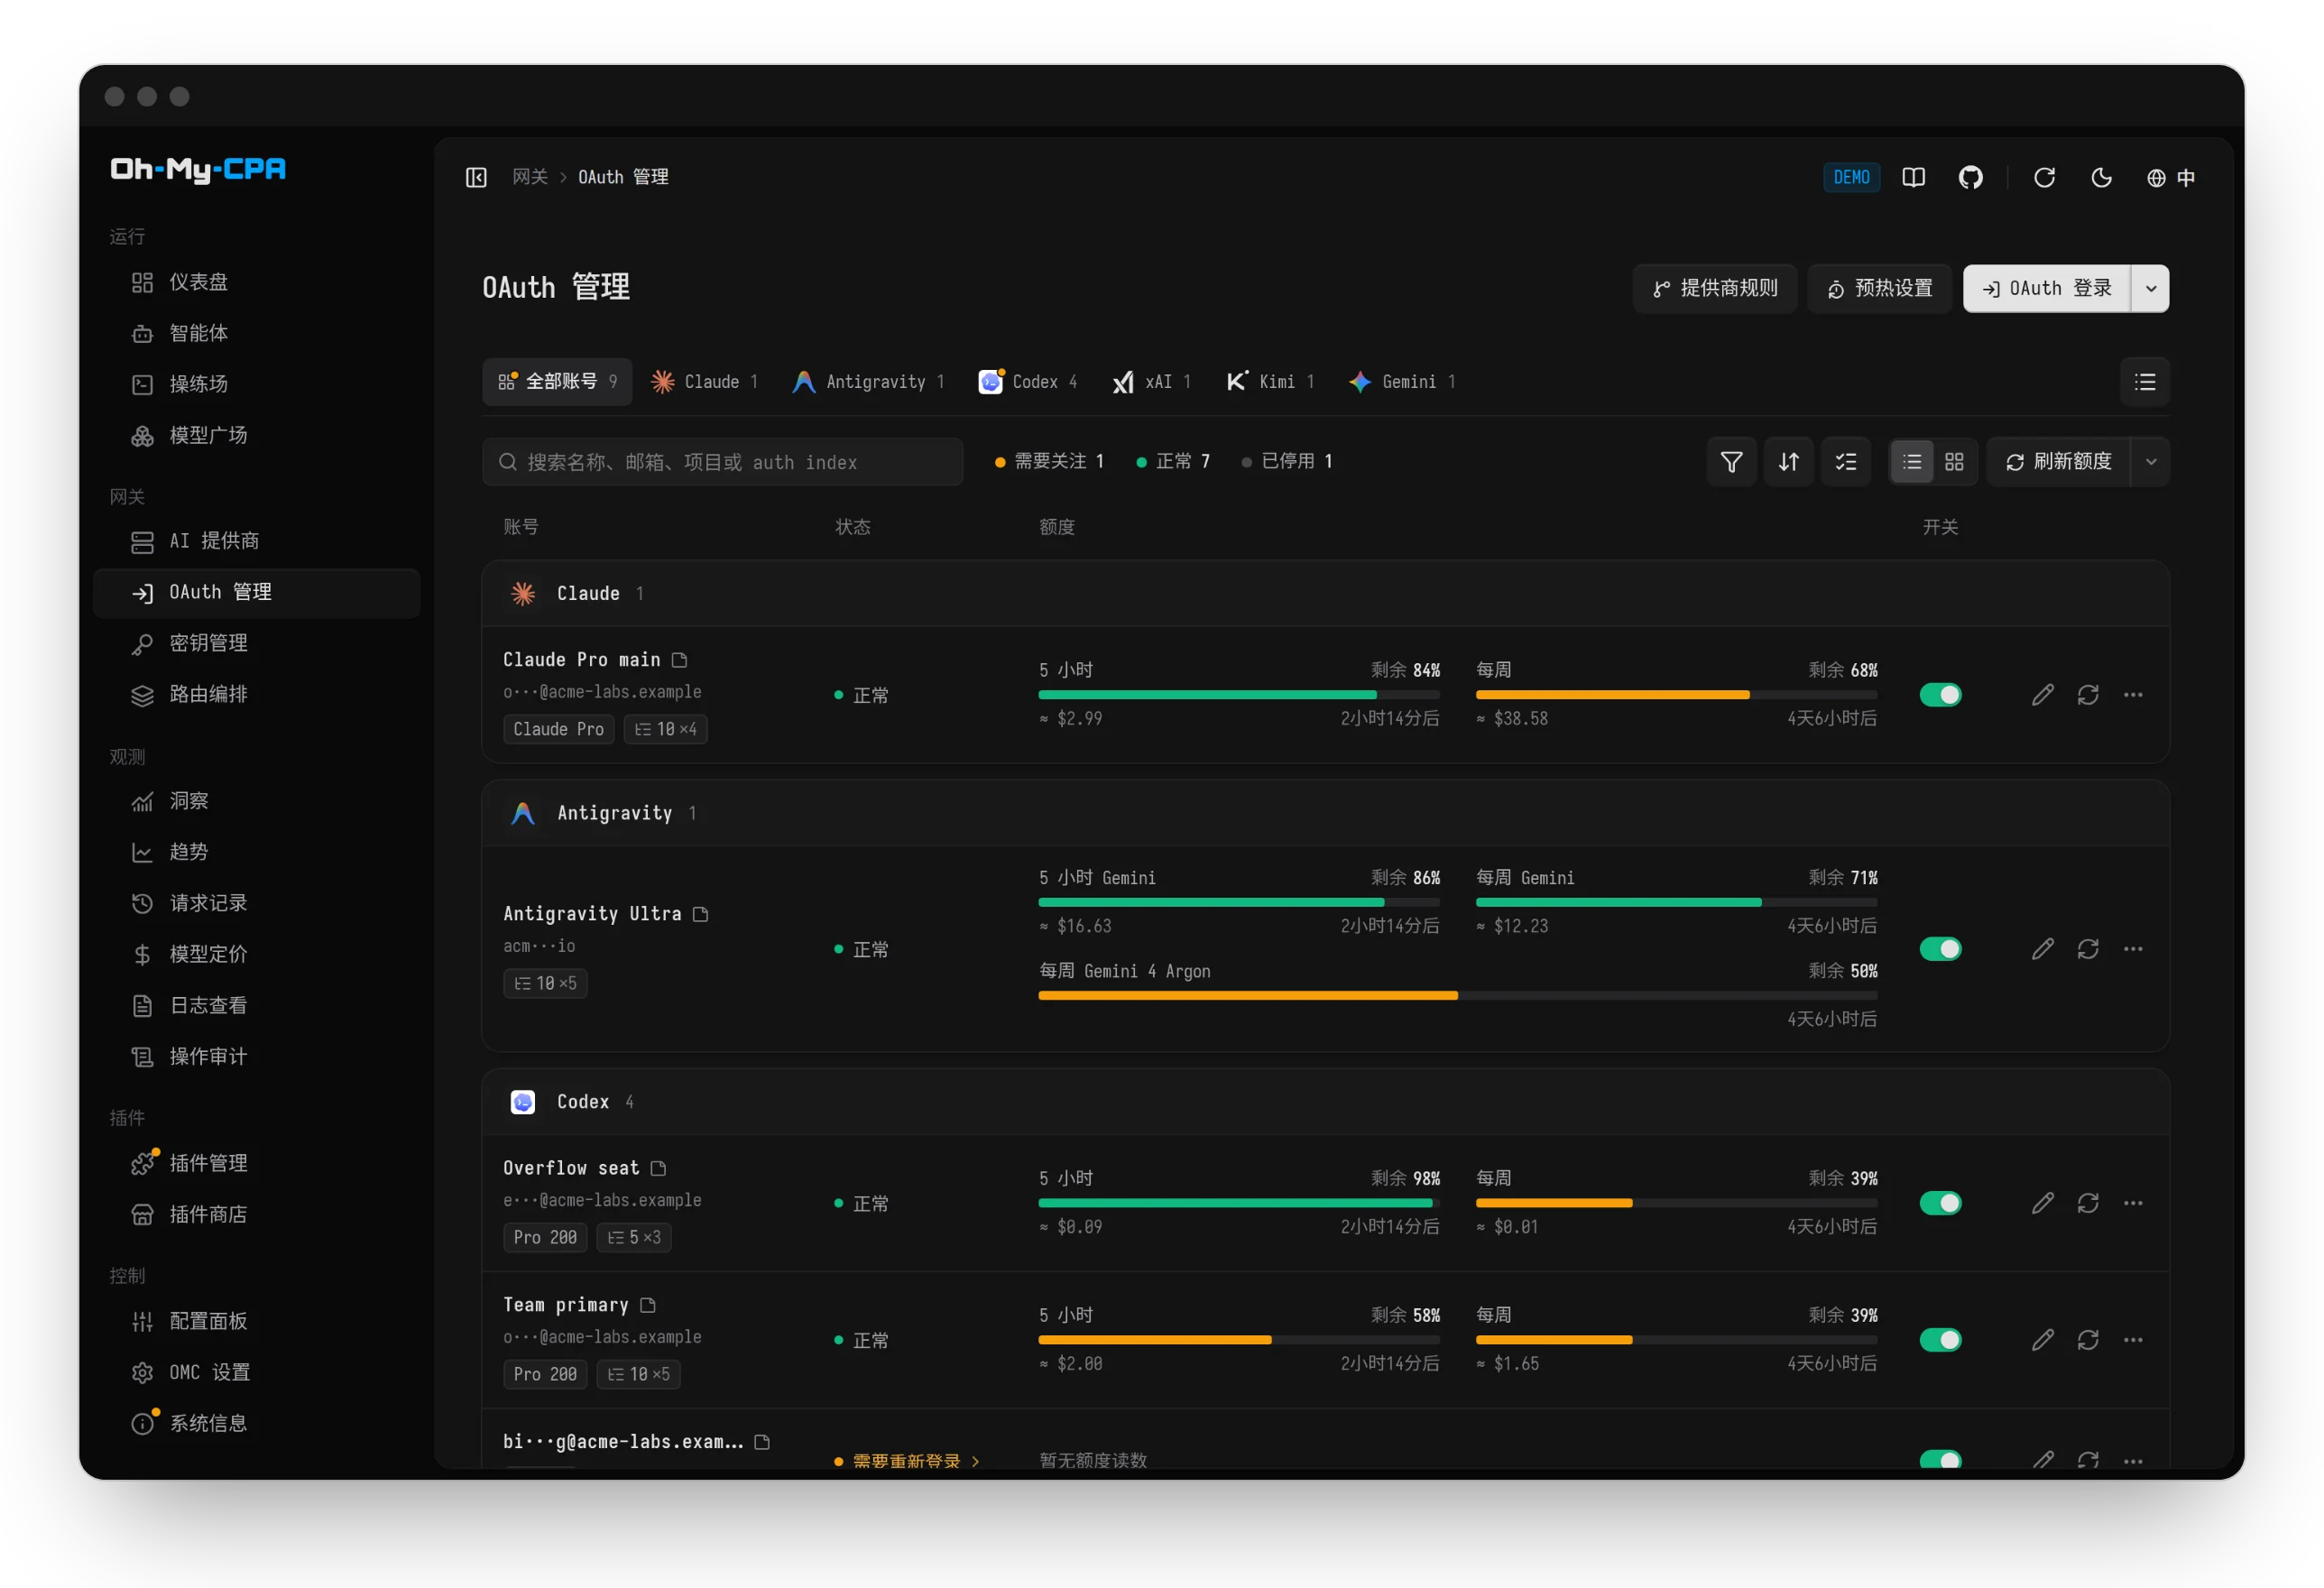 Oh-My-CPA
运行
仪表盘
智能体
操练场
模型广场
网关
AI 提供商
OAuth 管理
密钥管理
路由编排
观测
洞察
趋势
请求记录
模型定价
日志查看
操作审计
插件
插件管理
插件商店
控制
配置面板
OMC 设置
系统信息
网关 > OAuth 管理
DEMO
中
OAuth 管理
提供商规则
预热设置
OAuth 登录
全部账号 9
Claude 1
Antigravity 1
Codex 4
xAI 1
Kimi 1
Gemini 1
搜索名称、邮箱、项目或 auth index
需要关注 1
正常 7
已停用 1
刷新额度
账号 状态 额度 开关
Claude 1
Claude Pro main
o···@acme-labs.example
Claude Pro 10 ×4
正常
5 小时 剩余 84%
≈ $2.99 2小时14分后
每周 剩余 68%
≈ $38.58 4天6小时后
Antigravity 1
Antigravity Ultra
acm···io
10 ×5
正常
5 小时 Gemini 剩余 86%
≈ $16.63 2小时14分后
每周 Gemini 剩余 71%
≈ $12.23 4天6小时后
每周 Gemini 4 Argon 剩余 50%
4天6小时后
Codex 4
Overflow seat
e···@acme-labs.example
Pro 200 5 ×3
正常
5 小时 剩余 98%
≈ $0.09 2小时14分后
每周 剩余 39%
≈ $0.01 4天6小时后
Team primary
o···@acme-labs.example
Pro 200 10 ×5
正常
5 小时 剩余 58%
≈ $2.00 2小时14分后
每周 剩余 39%
≈ $1.65 4天6小时后
bi···g@acme-labs.exam...
需要重新登录 >
暂无额度读数